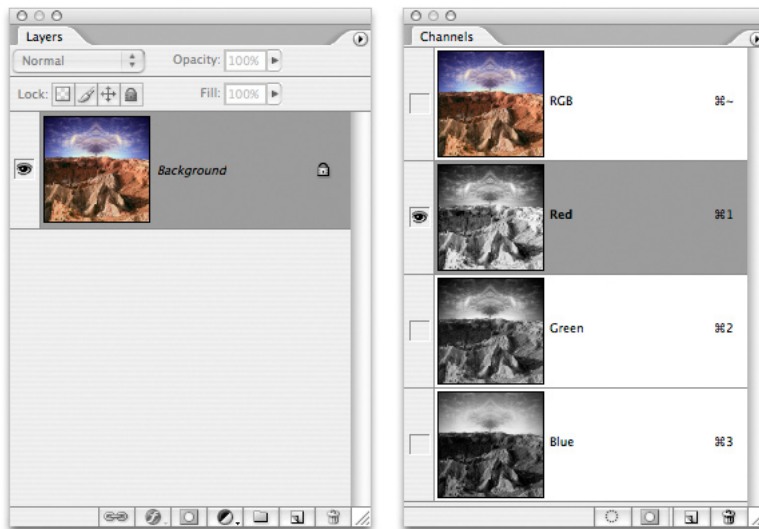 Layers
Normal
Opacity: 100%
Lock:
Fill: 100%
Background
Channels
RGB ⌘~
Red ⌘1
Green ⌘2
Blue ⌘3